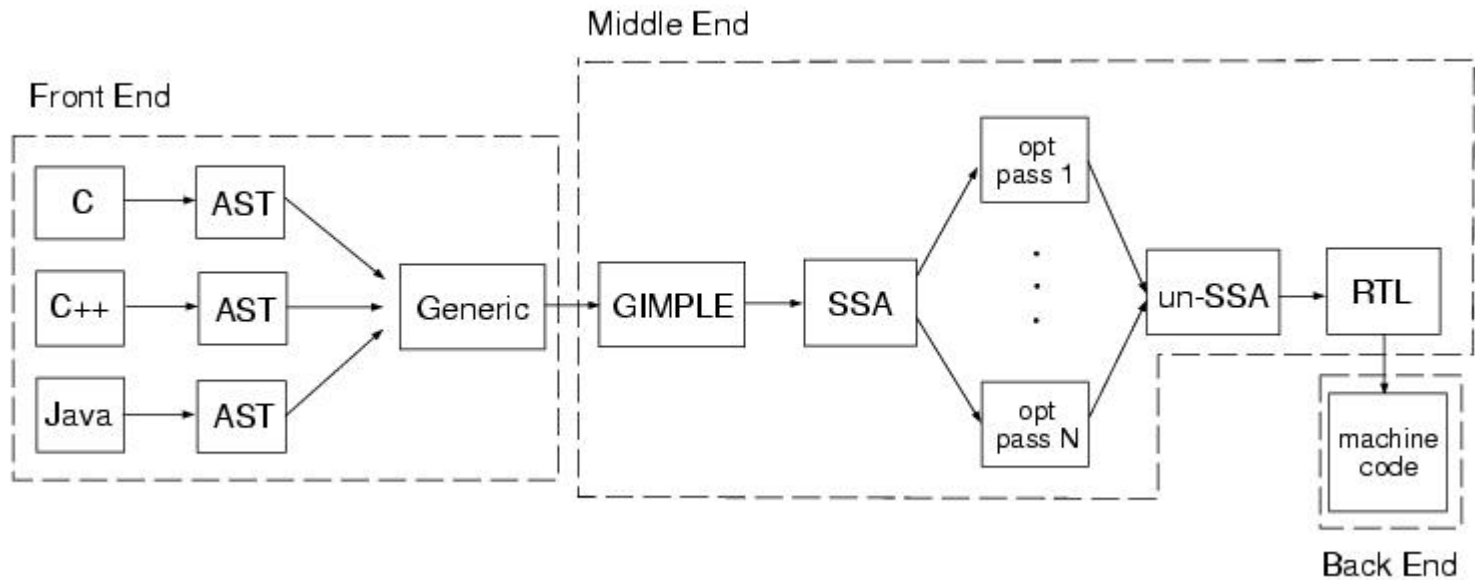 Middle End
Front End
C
AST
C++
AST
Java
AST
Generic
GIMPLE
SSA
opt
pass 1
opt
pass N
un-SSA
RTL
machine
code
Back End